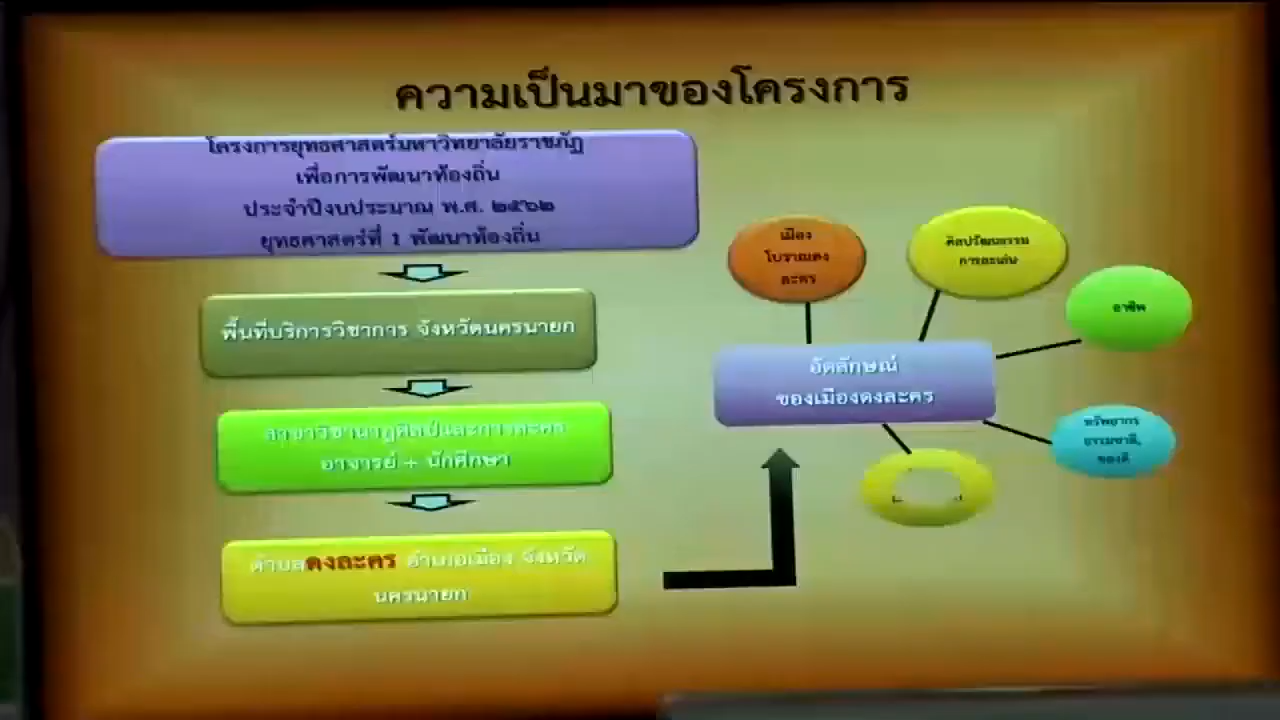 ความเป็นมาของโครงการ
โครงการยุทธศาสตร์มหาวิทยาลัยราชภัฏ
เพื่อการพัฒนาท้องถิ่น
ประจำปีงบประมาณ พ.ศ. ๒๕๖๒
ยุทธศาสตร์ที่ 1 พัฒนาท้องถิ่น
พื้นที่บริการวิชาการ จังหวัดนครนายก
สาขาวิชานาฏศิลป์และการละคร
อาจารย์ + นักศึกษา
ตำบลดงละคร อำเภอเมือง จังหวัด
นครนายก
เมือง
โบราณดง
ละคร
ศิลปวัฒนธรรม
การละเล่น
อาชีพ
อัตลักษณ์
ของเมืองดงละคร
ทรัพยากร
ธรรมชาติ,
ของดี